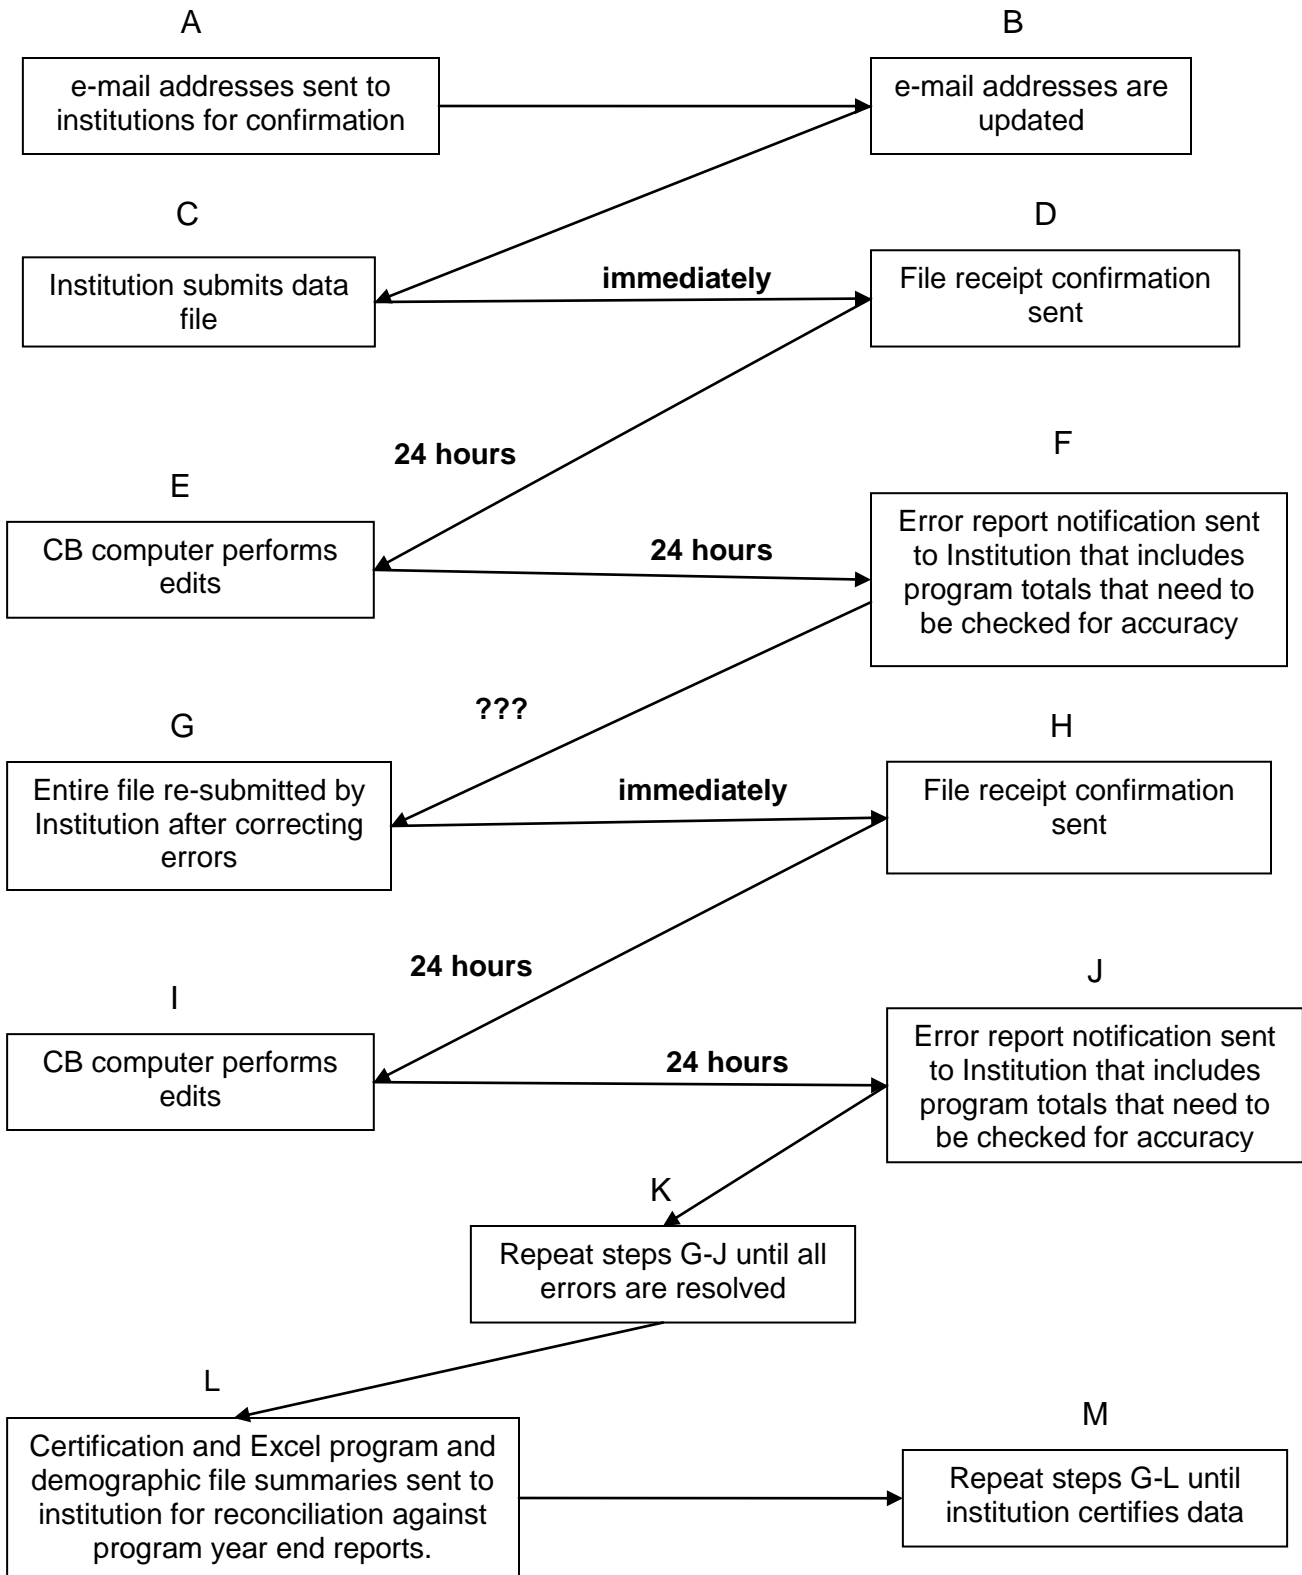 A
B
e-mail addresses sent to
institutions for confirmation
e-mail addresses are
updated
C
D
Institution submits data
file
immediately
File receipt confirmation
sent
24 hours
F
E
CB computer performs
edits
24 hours
Error report notification sent
to Institution that includes
program totals that need to
be checked for accuracy
???
G
H
Entire file re-submitted by
Institution after correcting
errors
immediately
File receipt confirmation
sent
24 hours
J
I
CB computer performs
edits
24 hours
Error report notification sent
to Institution that includes
program totals that need to
be checked for accuracy
K
Repeat steps G-J until all
errors are resolved
L
M
Certification and Excel program and
demographic file summaries sent to
institution for reconciliation against
program year end reports.
Repeat steps G-L until
institution certifies data